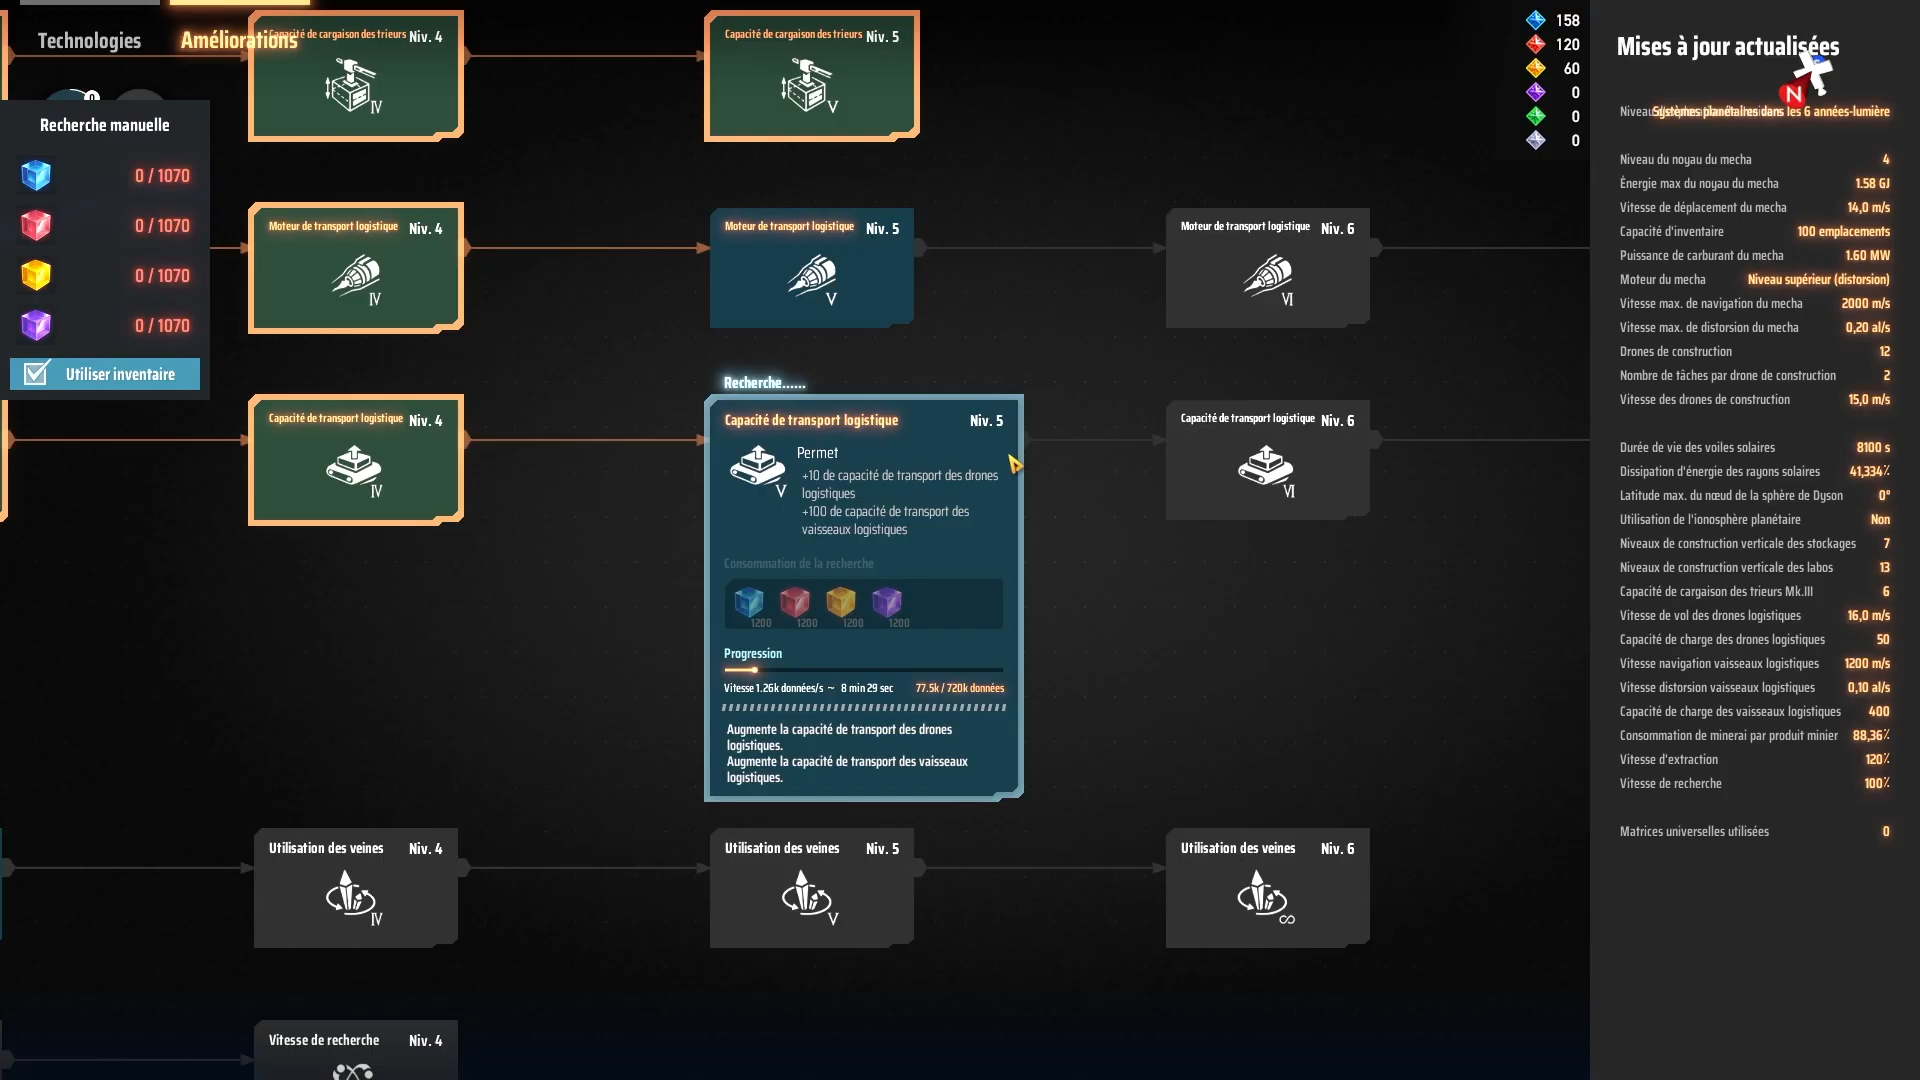 Technologies
Améliorations
Capacité de cargaison des trieurs Niv. 4
IV
Capacité de cargaison des trieurs Niv. 5
V
158
120
60
0
0
0
Recherche manuelle
0 / 1070
0 / 1070
0 / 1070
0 / 1070
Utiliser inventaire
Moteur de transport logistique Niv. 4
IV
Moteur de transport logistique Niv. 5
V
Moteur de transport logistique Niv. 6
VI
Capacité de transport logistique Niv. 4
IV
Recherche......
Capacité de transport logistique Niv. 5
V
Permet
+10 de capacité de transport des drones
logistiques
+100 de capacité de transport des
vaisseaux logistiques
Consommation de la recherche
1200 1200 1200 1200
Progression
Vitesse 1.26k données/s ~ 8 min 29 sec 77.5k / 720k données
Augmente la capacité de transport des drones
logistiques.
Augmente la capacité de transport des vaisseaux
logistiques.
Capacité de transport logistique Niv. 6
VI
Utilisation des veines Niv. 4
IV
Utilisation des veines Niv. 5
V
Utilisation des veines Niv. 6
∞
Vitesse de recherche Niv. 4
Mises à jour actualisées
N
Niveau
Systèmes planétaires dans les 6 années-lumière
Niveau du noyau du mecha 4
Énergie max du noyau du mecha 1.58 GJ
Vitesse de déplacement du mecha 14,0 m/s
Capacité d'inventaire 100 emplacements
Puissance de carburant du mecha 1.60 MW
Moteur du mecha Niveau supérieur (distorsion)
Vitesse max. de navigation du mecha 2000 m/s
Vitesse max. de distorsion du mecha 0,20 al/s
Drones de construction 12
Nombre de tâches par drone de construction 2
Vitesse des drones de construction 15,0 m/s
Durée de vie des voiles solaires 8100 s
Dissipation d'énergie des rayons solaires 41,334%
Latitude max. du nœud de la sphère de Dyson 0°
Utilisation de l'ionosphère planétaire Non
Niveaux de construction verticale des stockages 7
Niveaux de construction verticale des labos 13
Capacité de cargaison des trieurs Mk.III 6
Vitesse de vol des drones logistiques 16,0 m/s
Capacité de charge des drones logistiques 50
Vitesse navigation vaisseaux logistiques 1200 m/s
Vitesse distorsion vaisseaux logistiques 0,10 al/s
Capacité de charge des vaisseaux logistiques 400
Consommation de minerai par produit minier 88,36%
Vitesse d'extraction 120%
Vitesse de recherche 100%
Matrices universelles utilisées 0